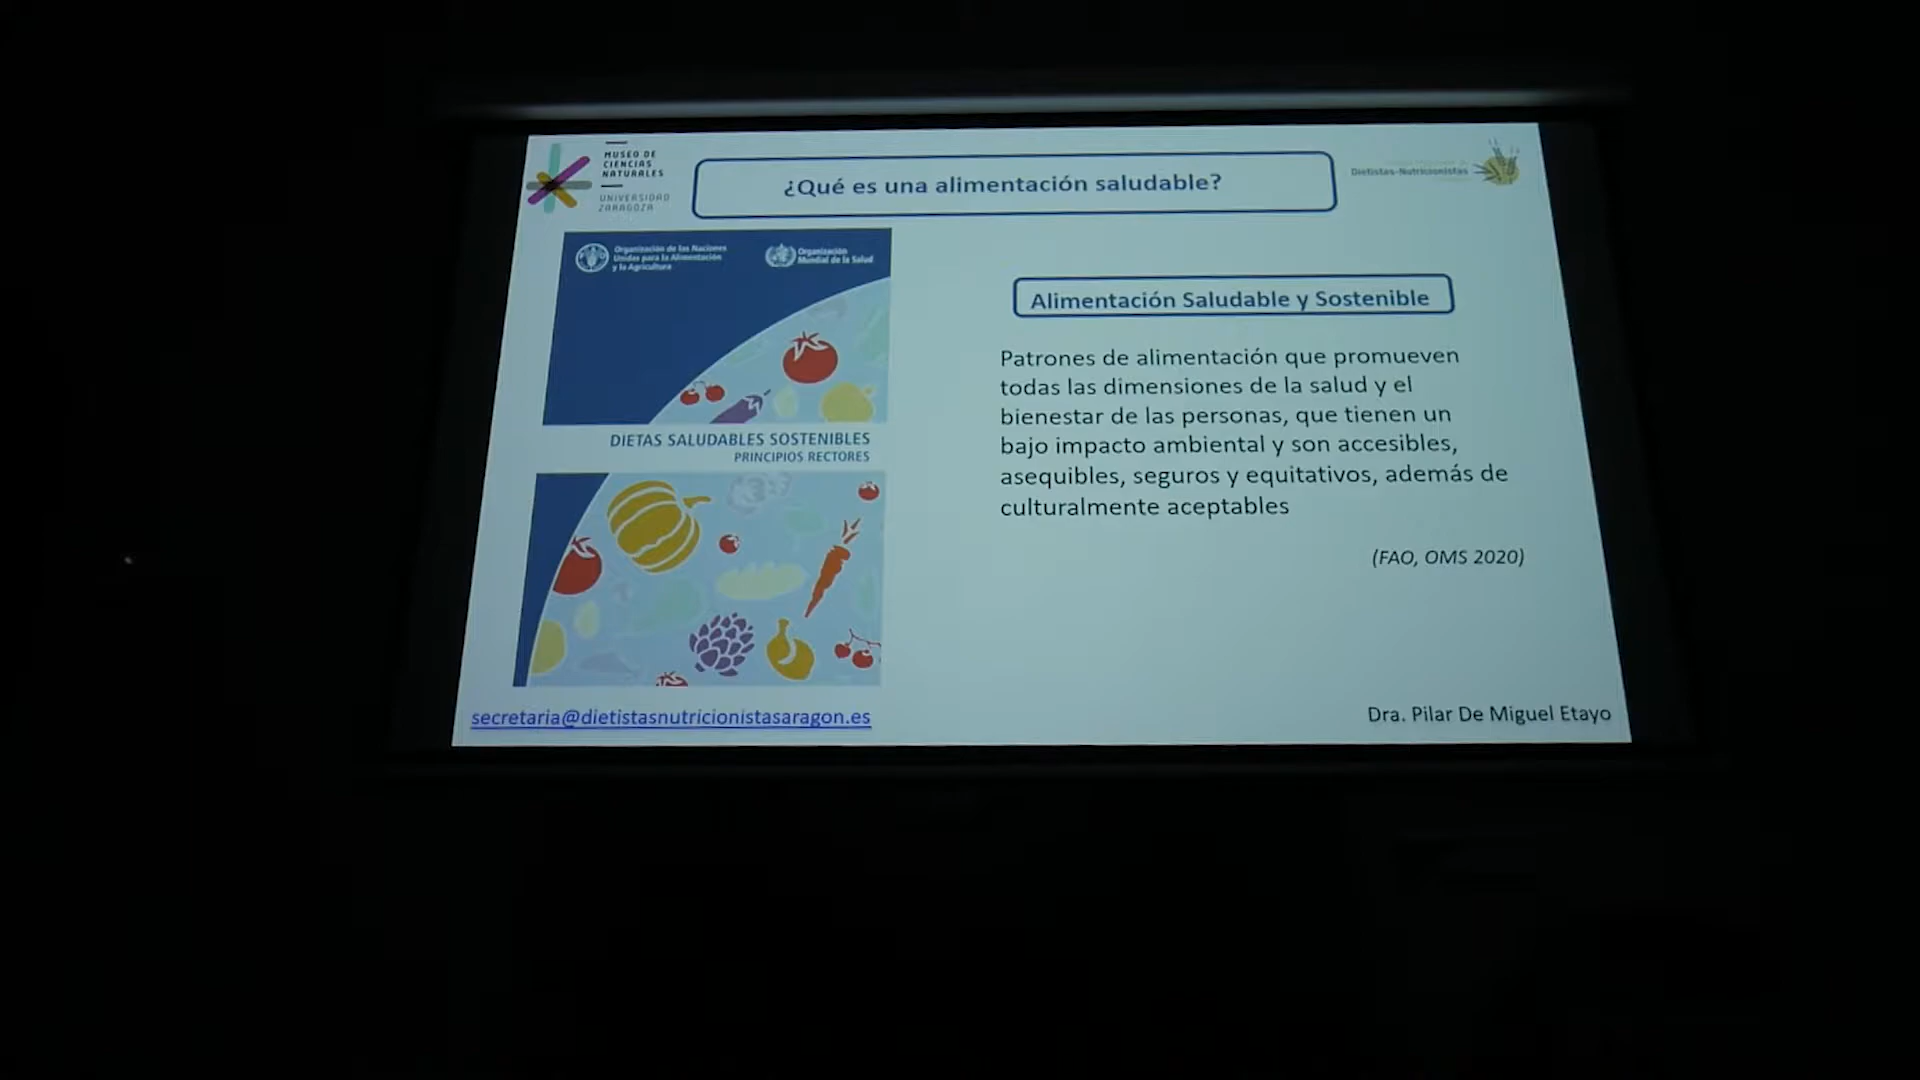 MUSEO DE
CIENCIAS
NATURALES
UNIVERSIDAD
ZARAGOZA
¿Qué es una alimentación saludable?
Dietistas-Nutricionistas
Organización de las Naciones
Unidas para la Alimentación
y la Agricultura
Organización
Mundial de la Salud
DIETAS SALUDABLES SOSTENIBLES
PRINCIPIOS RECTORES
Alimentación Saludable y Sostenible
Patrones de alimentación que promueven
todas las dimensiones de la salud y el
bienestar de las personas, que tienen un
bajo impacto ambiental y son accesibles,
asequibles, seguros y equitativos, además de
culturalmente aceptables
(FAO, OMS 2020)
secretaria@dietistasnutricionistasaragon.es
Dra. Pilar De Miguel Etayo